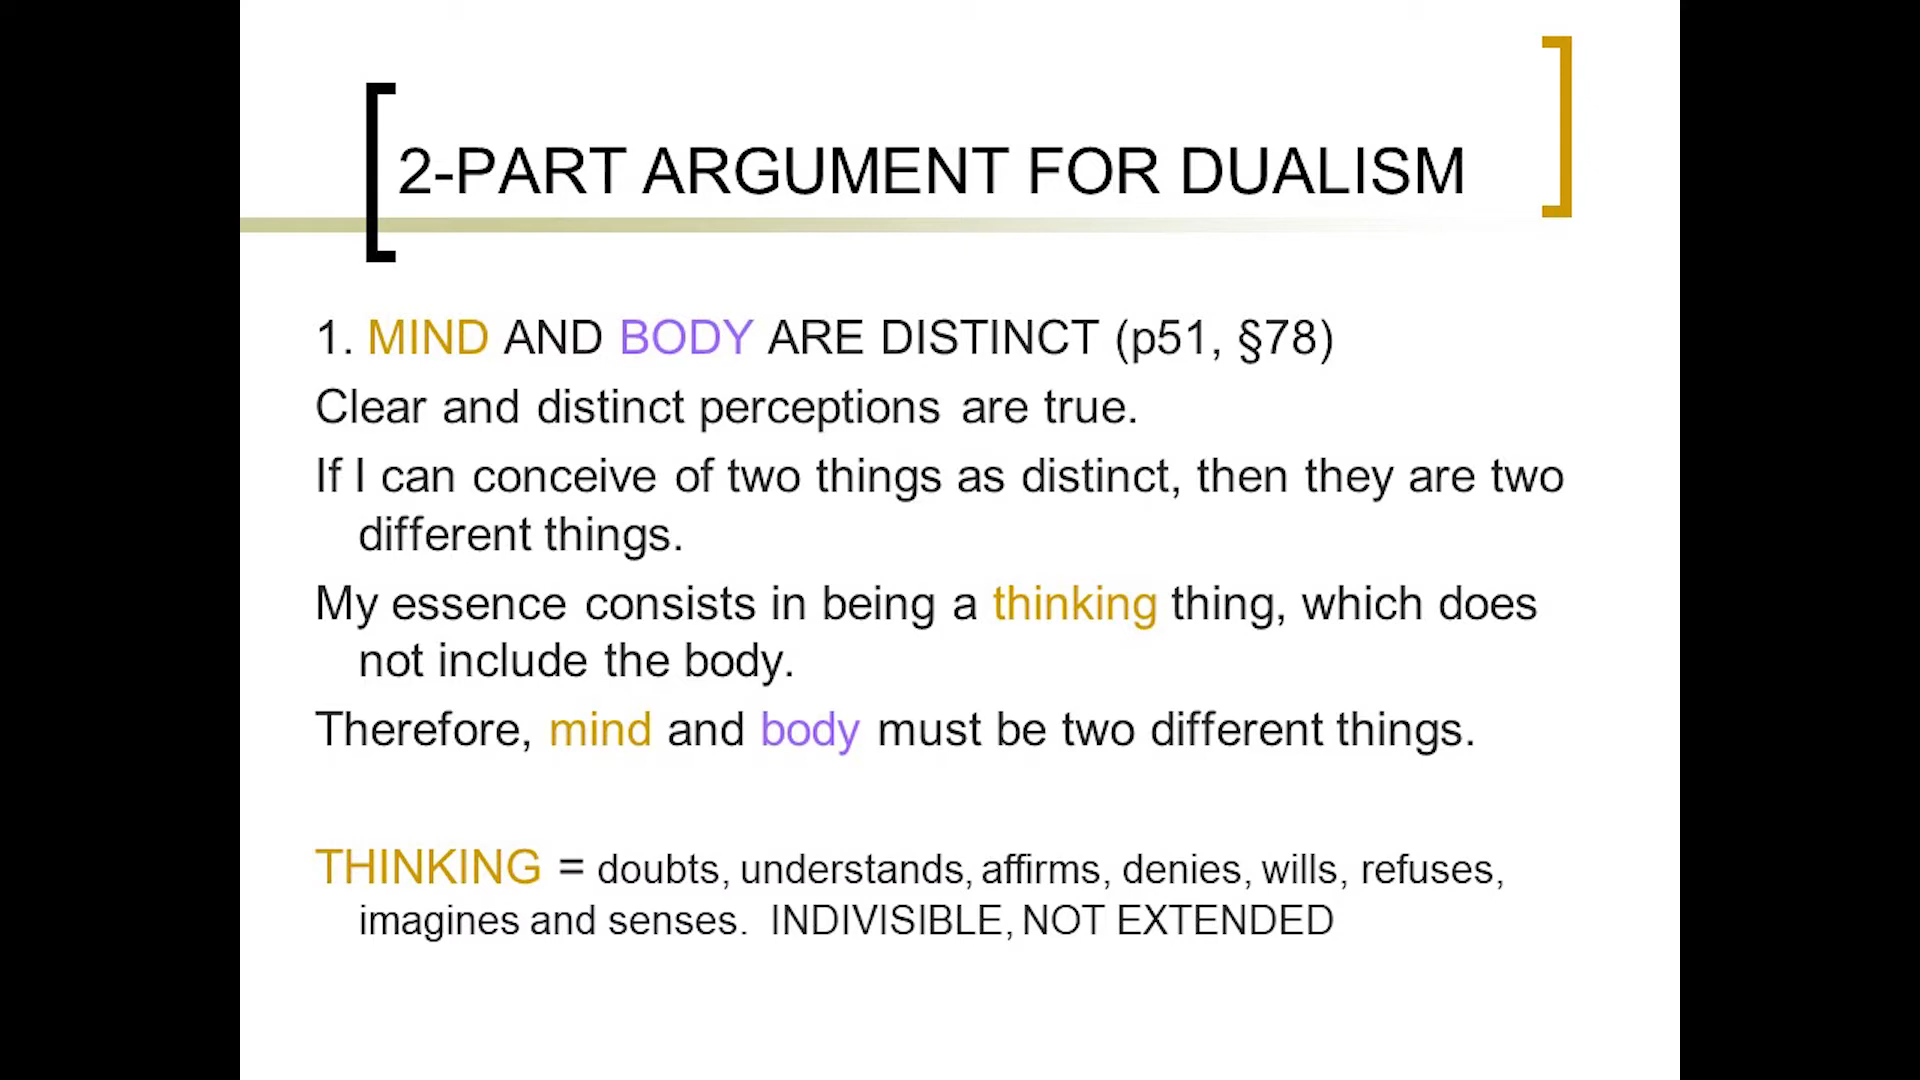 2-PART ARGUMENT FOR DUALISM
1. MIND AND BODY ARE DISTINCT (p51, §78)
Clear and distinct perceptions are true.
If I can conceive of two things as distinct, then they are two
different things.
My essence consists in being a thinking thing, which does
not include the body.
Therefore, mind and body must be two different things.
THINKING = doubts, understands, affirms, denies, wills, refuses,
imagines and senses. INDIVISIBLE, NOT EXTENDED